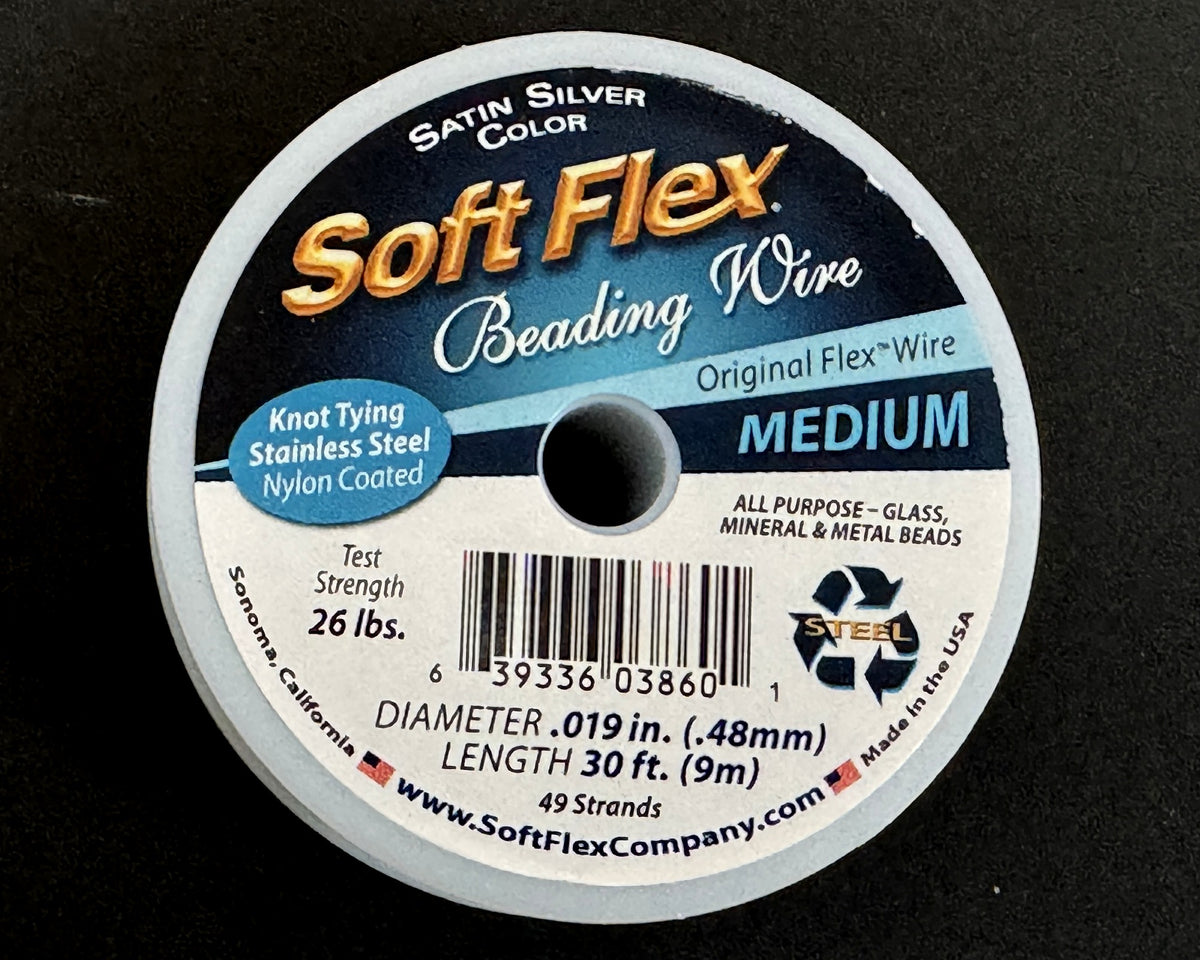 SATIN SILVER
COLOR
Soft Flex®
Beading Wire
Original Flex™ Wire
MEDIUM
Knot Tying
Stainless Steel
Nylon Coated
ALL PURPOSE – GLASS,
MINERAL & METAL BEADS
Test
Strength
26 lbs.
STEEL
6 39336 03860 1
DIAMETER .019 in. (.48mm)
LENGTH 30 ft. (9m)
49 Strands
Sonoma, California
www.SoftFlexCompany.com
Made in the USA